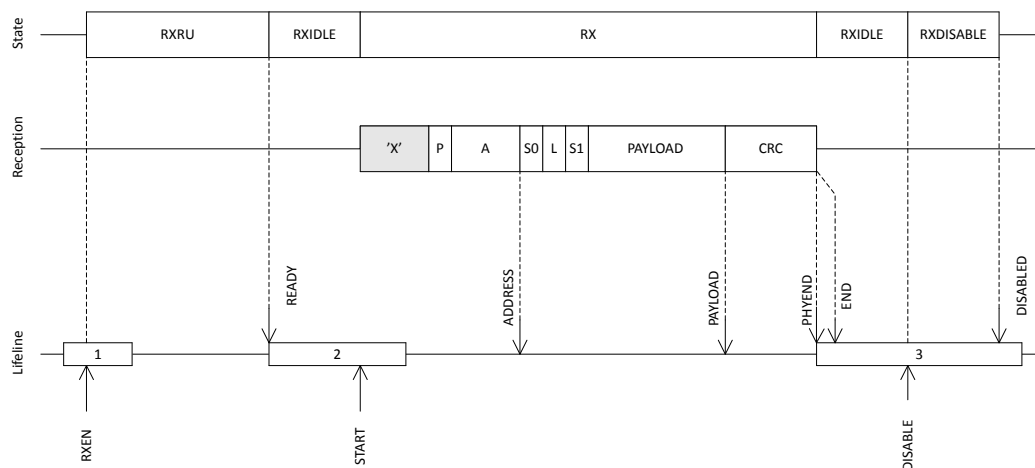 State
RXRU
RXIDLE
RX
RXIDLE
RXDISABLE
Reception
'X'
P
A
S0
L
S1
PAYLOAD
CRC
READY
ADDRESS
PAYLOAD
PHYEND
END
DISABLED
Lifeline
1
2
3
RXEN
START
DISABLE